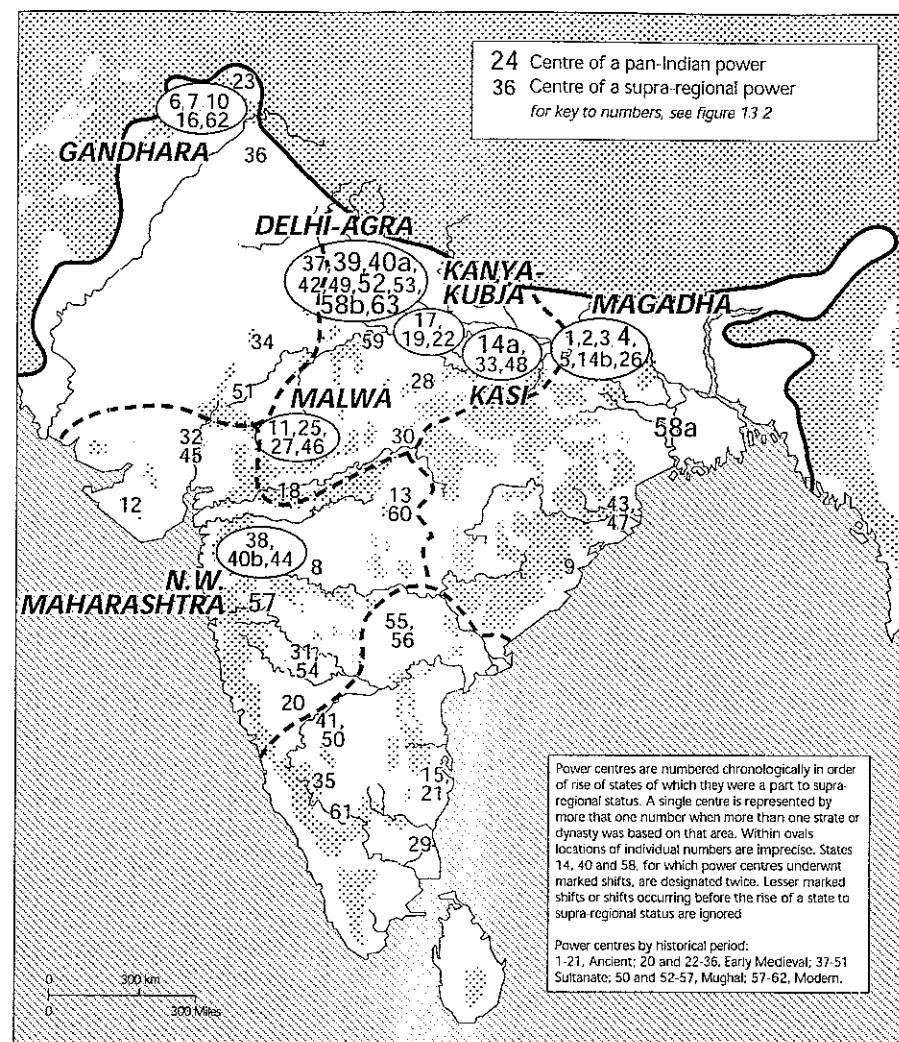 24 Centre of a pan-Indian power
36 Centre of a supra-regional power
for key to numbers, see figure 13 2
23
6,7,10
16,62
GANDHARA
36
DELHI-AGRA
37,39,40a,
42,49,52,53,
58b,63
KANYA-
KUBJA
17,
19,22
MAGADHA
1,2,3,4,
5,14b,26
14a,
33,48
KASI
59
34
28
51
MALWA
11,25,
27,46
30
58a
32
45
12
18
13
60
43
47
9
38,
40b,44
8
N.W.
MAHARASHTRA
57
55,
56
31
54
20
41,
50
35
15
21
61
29
Power centres are numbered chronologically in order
of rise of states of which they were a part to supra-
regional status. A single centre is represented by
more that one number when more than one strate or
dynasty was based on that area. Within ovals
locations of individual numbers are imprecise. States
14, 40 and 58, for which power centres underwnt
marked shifts, are designated twice. Lesser marked
shifts or shifts occurring before the rise of a state to
supra-regional status are ignored
Power centres by historical period:
1-21, Ancient; 20 and 22-36, Early Medieval; 37-51
Sultanate; 50 and 52-57, Mughal; 57-62, Modern.
0 300 km
0 300 Miles